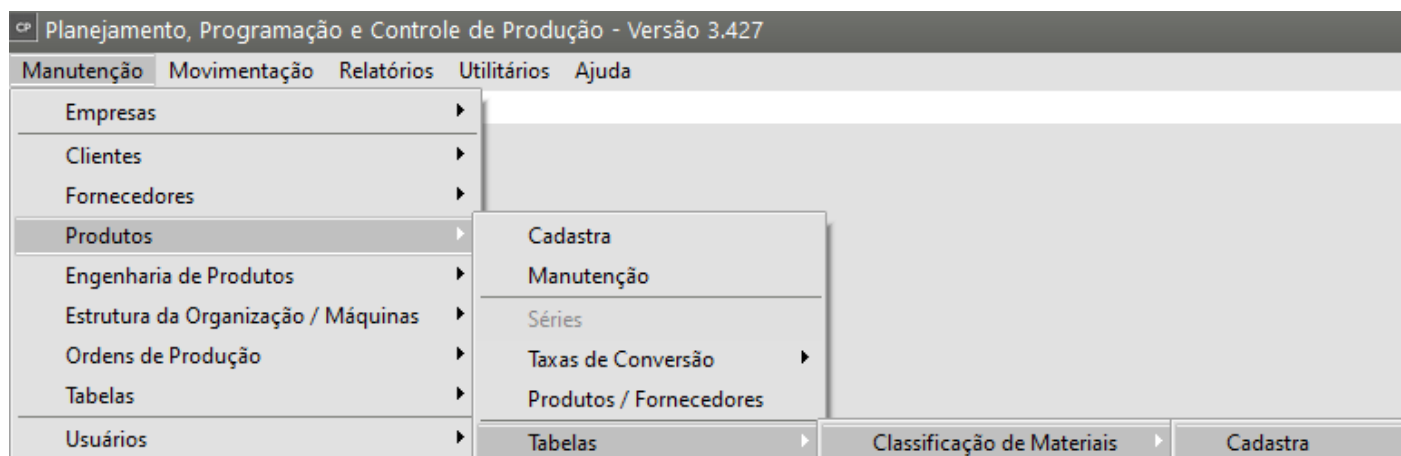 CP Planejamento, Programação e Controle de Produção - Versão 3.427
Manutenção Movimentação Relatórios Utilitários Ajuda
Empresas
Clientes
Fornecedores
Produtos Cadastra
Engenharia de Produtos Manutenção
Estrutura da Organização / Máquinas Séries
Ordens de Produção Taxas de Conversão
Tabelas Produtos / Fornecedores
Usuários Tabelas Classificação de Materiais Cadastra